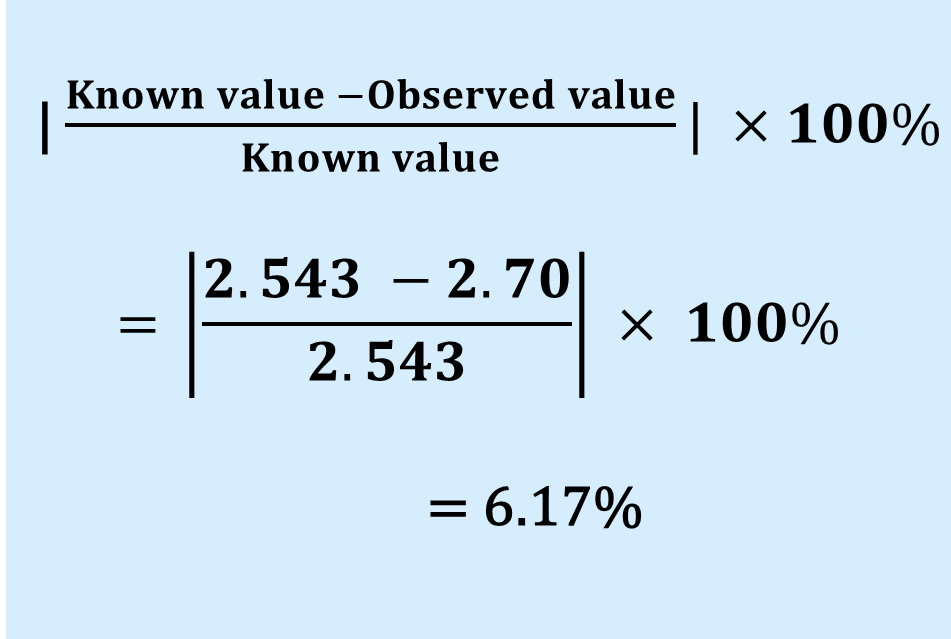 |Known value −Observed value / Known value| × 100%
= |2.543 − 2.70 / 2.543| × 100%
= 6.17%